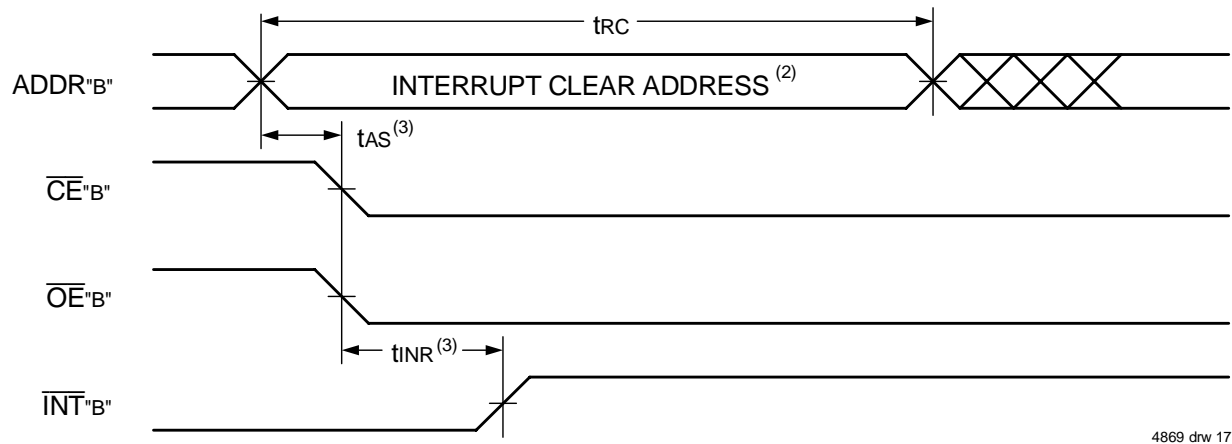 tRC
ADDR"B"
INTERRUPT CLEAR ADDRESS (2)
tAS(3)
CE"B"
OE"B"
tINR(3)
INT"B"
4869 drw 17